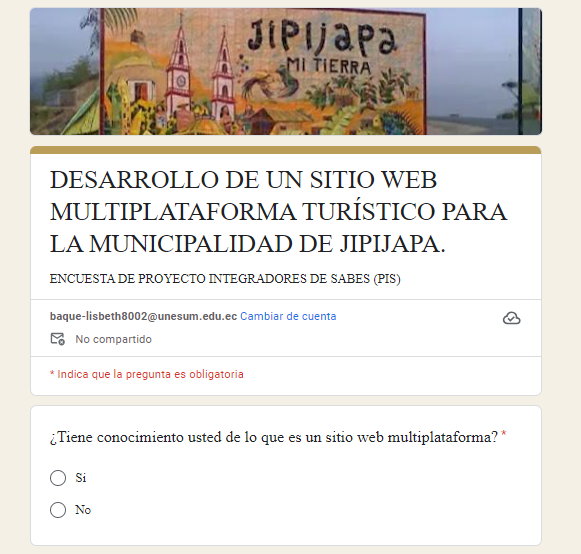 JIPIJAPA
MI TIERRA
DESARROLLO DE UN SITIO WEB
MULTIPLATAFORMA TURÍSTICO PARA
LA MUNICIPALIDAD DE JIPIJAPA.
ENCUESTA DE PROYECTO INTEGRADORES DE SABES (PIS)
baque-lisbeth8002@unesum.edu.ec Cambiar de cuenta
No compartido
* Indica que la pregunta es obligatoria
¿Tiene conocimiento usted de lo que es un sitio web multiplataforma? *
Si
No